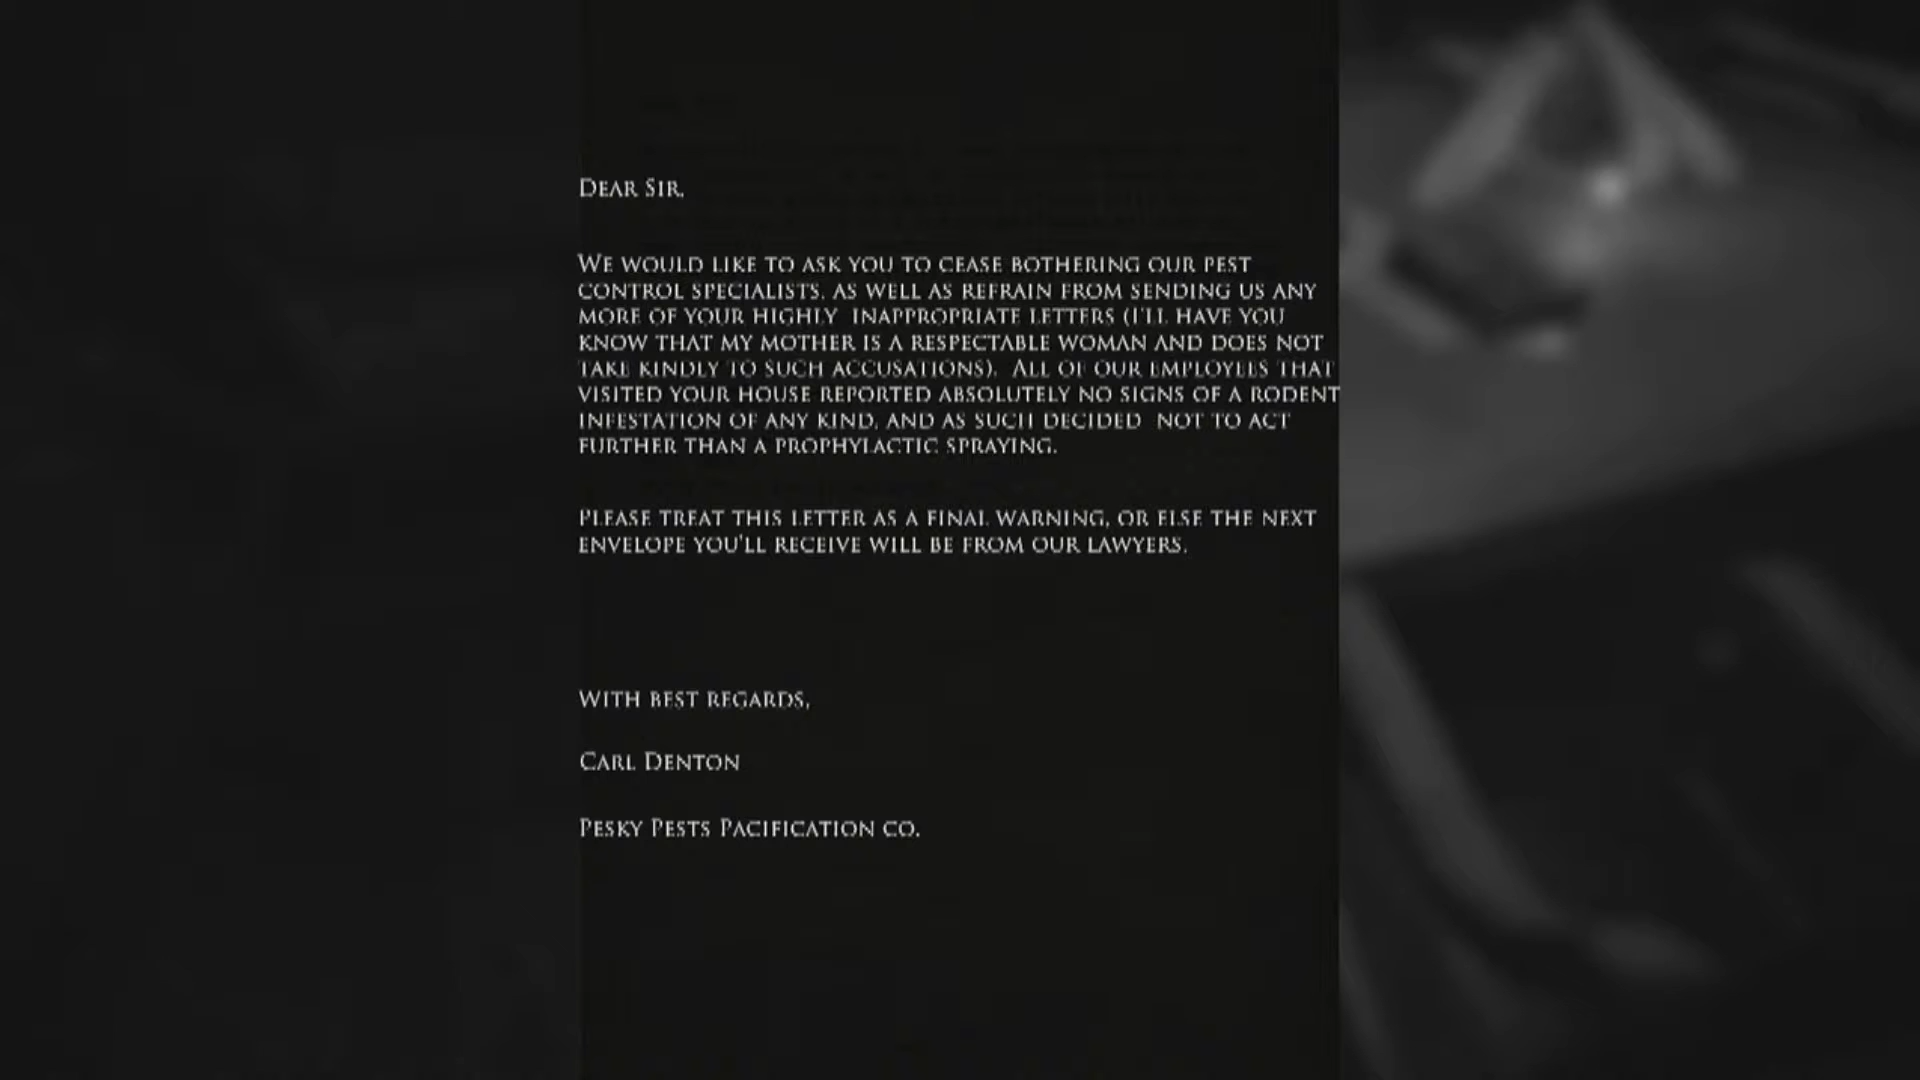 Dear Sir,
We would like to ask you to cease bothering our pest
control specialists, as well as refrain from sending us any
more of your highly inappropriate letters (I'll have you
know that my mother is a respectable woman and does not
take kindly to such accusations). All of our employees that
visited your house reported absolutely no signs of a rodent
infestation of any kind, and as such decided not to act
further than a prophylactic spraying.
Please treat this letter as a final warning, or else the next
envelope you'll receive will be from our lawyers.
With best regards,
Carl Denton
Pesky Pests Pacification co.